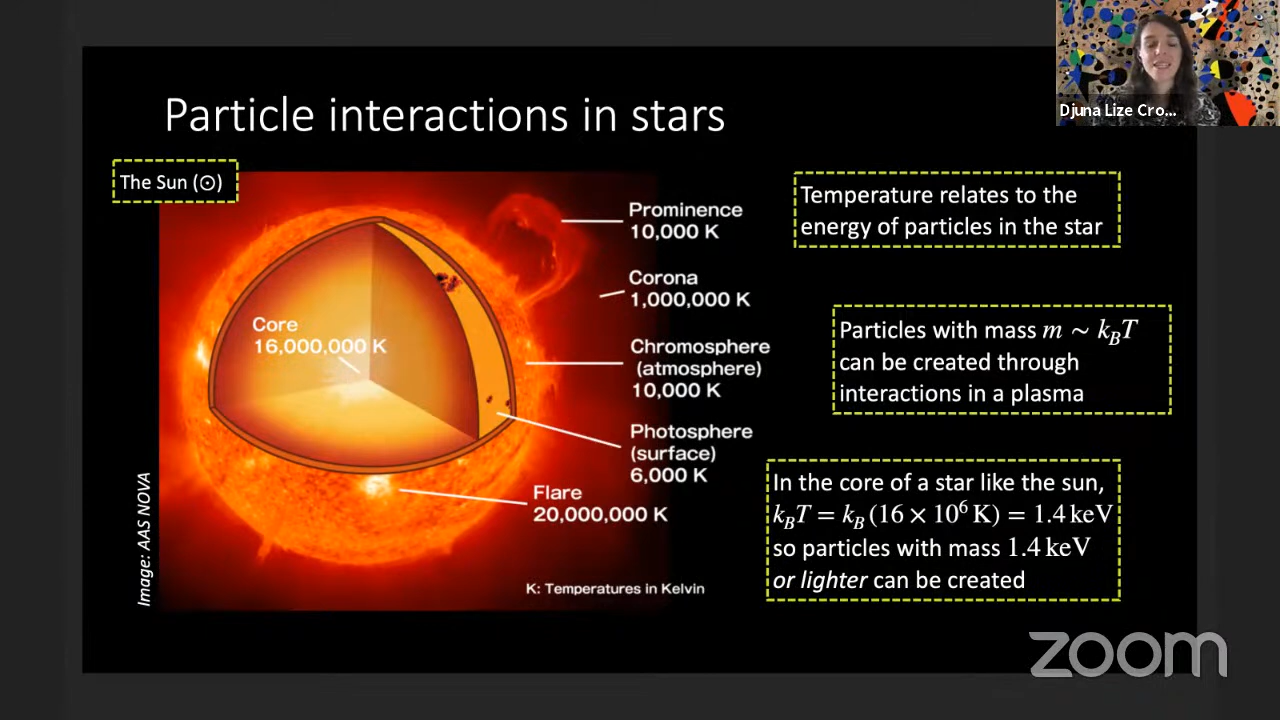 Particle interactions in stars
Djuna Lize Cro...
The Sun (⊙)
Prominence
10,000 K
Corona
1,000,000 K
Core
16,000,000 K
Chromosphere
(atmosphere)
10,000 K
Photosphere
(surface)
6,000 K
Flare
20,000,000 K
K: Temperatures in Kelvin
Image: AAS NOVA
Temperature relates to the
energy of particles in the star
Particles with mass m ∼ k_BT
can be created through
interactions in a plasma
In the core of a star like the sun,
k_BT = k_B (16 × 10⁶ K) = 1.4 keV
so particles with mass 1.4 keV
or lighter can be created
zoom